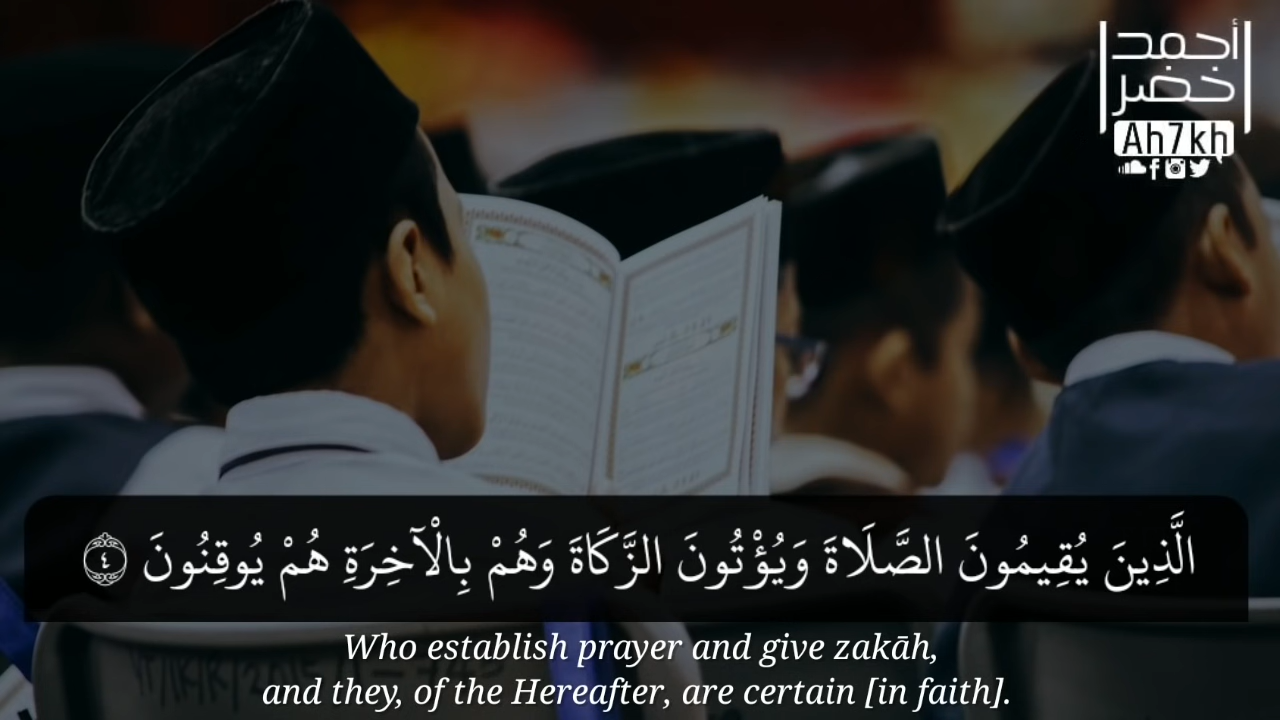 أحمد
خضر
Ah7kh
الَّذِينَ يُقِيمُونَ الصَّلَاةَ وَيُؤْتُونَ الزَّكَاةَ وَهُمْ بِالْآخِرَةِ هُمْ يُوقِنُونَ ٤
Who establish prayer and give zakāh,
and they, of the Hereafter, are certain [in faith].